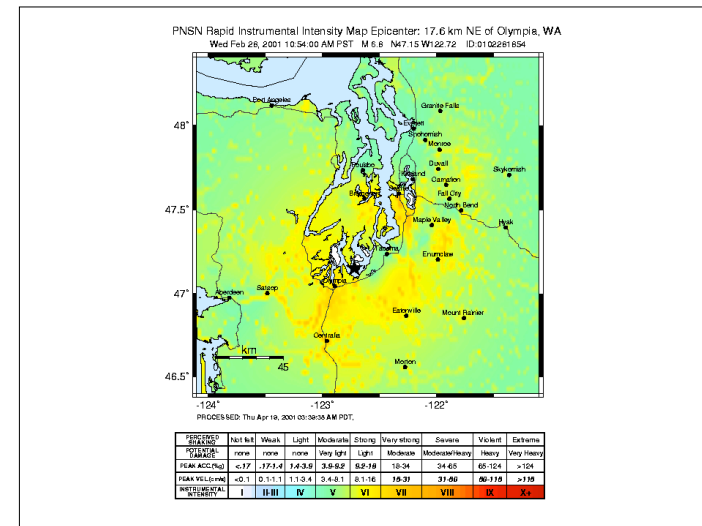 PNSN Rapid Instrumental Intensity Map Epicenter: 17.6 km NE of Olympia, WA
Wed Feb 28, 2001 10:54:00 AM PST M 6.8 N47.15 W122.72 ID:0102281854
Port Angeles
Granite Falls
48˚
Everett
Snohomish
Monroe
Poulsbo
Duvall
Kirkland
Skykomish
Carnation
Bremerton
Seattle
Fall City
47.5˚
North Bend
Maple Valley
Hyak
Tacoma
Enumclaw
Olympia
47˚
Aberdeen
Satsop
Eatonville
Mount Rainier
Centralia
km
45
Morton
46.5˚
-124˚ -123˚ -122˚
PROCESSED: Thu Apr 19, 2001 03:39:38 AM PDT,
PERCEIVED SHAKING Not felt Weak Light Moderate Strong Very strong Severe Violent Extreme
POTENTIAL DAMAGE none none none Very light Light Moderate Moderate/Heavy Heavy Very Heavy
PEAK ACC.(%g) <.17 .17-1.4 1.4-3.9 3.9-9.2 9.2-18 18-34 34-65 65-124 >124
PEAK VEL.(cm/s) <0.1 0.1-1.1 1.1-3.4 3.4-8.1 8.1-16 16-31 31-60 60-116 >116
INSTRUMENTAL INTENSITY I II-III IV V VI VII VIII IX X+